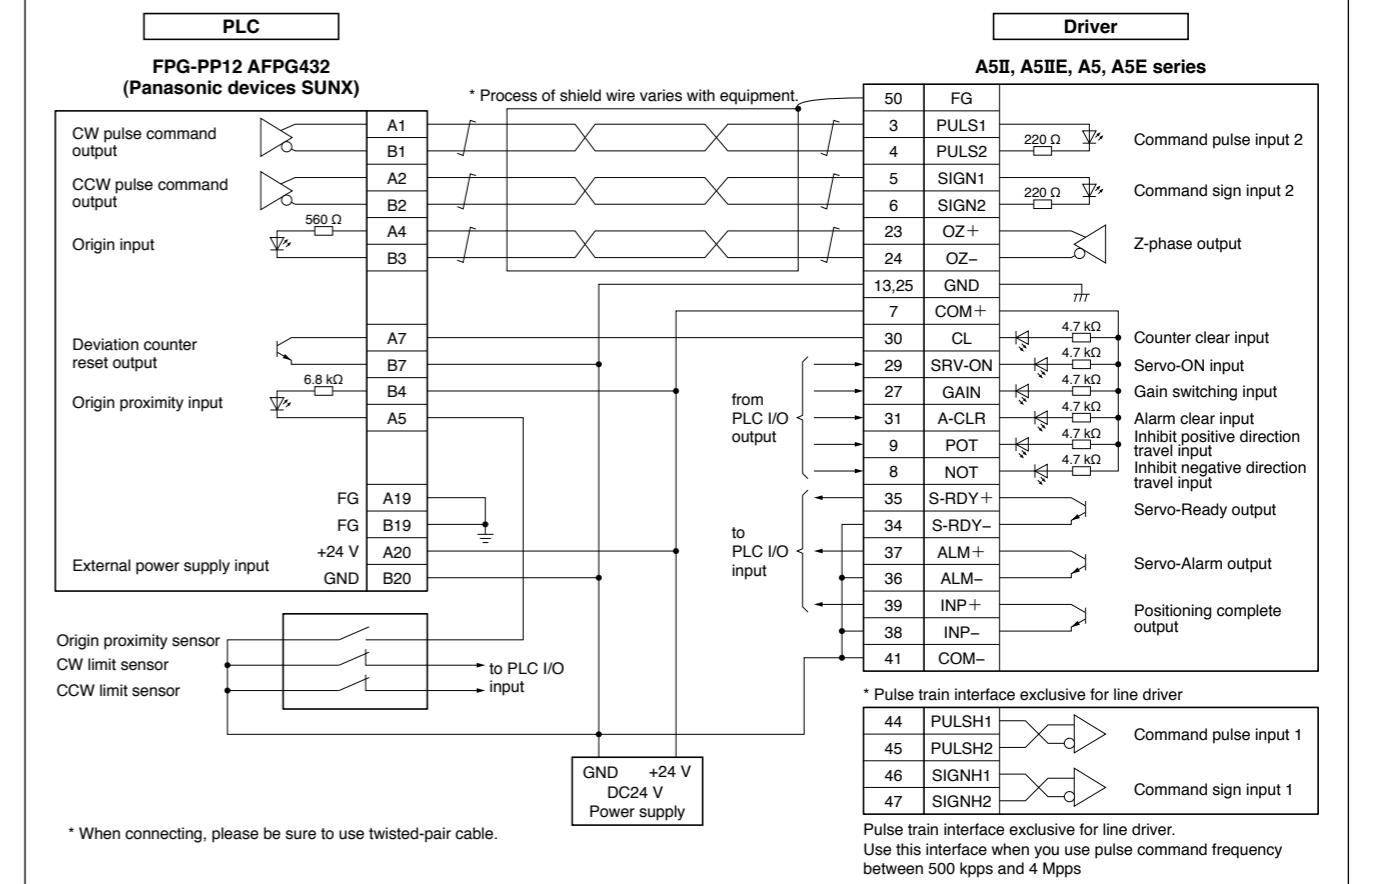 PLC
Driver
FPG-PP12 AFPG432
(Panasonic devices SUNX)
A5II, A5IIE, A5, A5E series
* Process of shield wire varies with equipment.
CW pulse command
output
A1
B1
CCW pulse command
output
A2
B2
560 Ω
Origin input
A4
B3
Deviation counter
reset output
A7
B7
6.8 kΩ
Origin proximity input
B4
A5
FG A19
FG B19
External power supply input
+24 V A20
GND B20
Origin proximity sensor
CW limit sensor
CCW limit sensor
to PLC I/O
input
GND +24 V
DC24 V
Power supply
* When connecting, please be sure to use twisted-pair cable.
from
PLC I/O
output
to
PLC I/O
input
50 FG
3 PULS1
4 PULS2
220 Ω
Command pulse input 2
5 SIGN1
6 SIGN2
220 Ω
Command sign input 2
23 OZ+
24 OZ−
Z-phase output
13,25 GND
7 COM+
30 CL 4.7 kΩ Counter clear input
29 SRV-ON 4.7 kΩ Servo-ON input
27 GAIN 4.7 kΩ Gain switching input
31 A-CLR 4.7 kΩ Alarm clear input
9 POT 4.7 kΩ Inhibit positive direction
travel input
8 NOT 4.7 kΩ Inhibit negative direction
travel input
35 S-RDY+
34 S-RDY−
Servo-Ready output
37 ALM+
36 ALM−
Servo-Alarm output
39 INP+
38 INP−
Positioning complete
output
41 COM−
* Pulse train interface exclusive for line driver
44 PULSH1
45 PULSH2
Command pulse input 1
46 SIGNH1
47 SIGNH2
Command sign input 1
Pulse train interface exclusive for line driver.
Use this interface when you use pulse command frequency
between 500 kpps and 4 Mpps